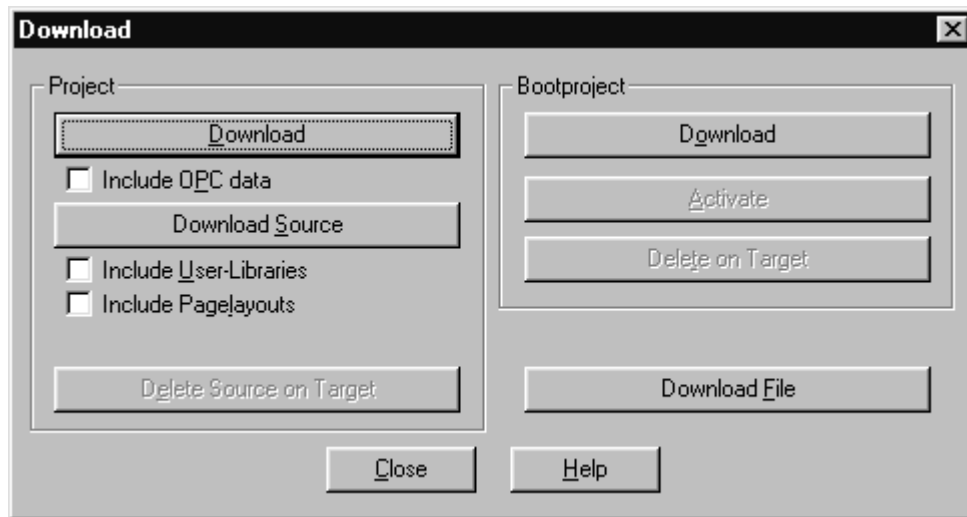 Download
Project
Download
Include OPC data
Download Source
Include User-Libraries
Include Pagelayouts
Delete Source on Target
Bootproject
Download
Activate
Delete on Target
Download File
Close
Help